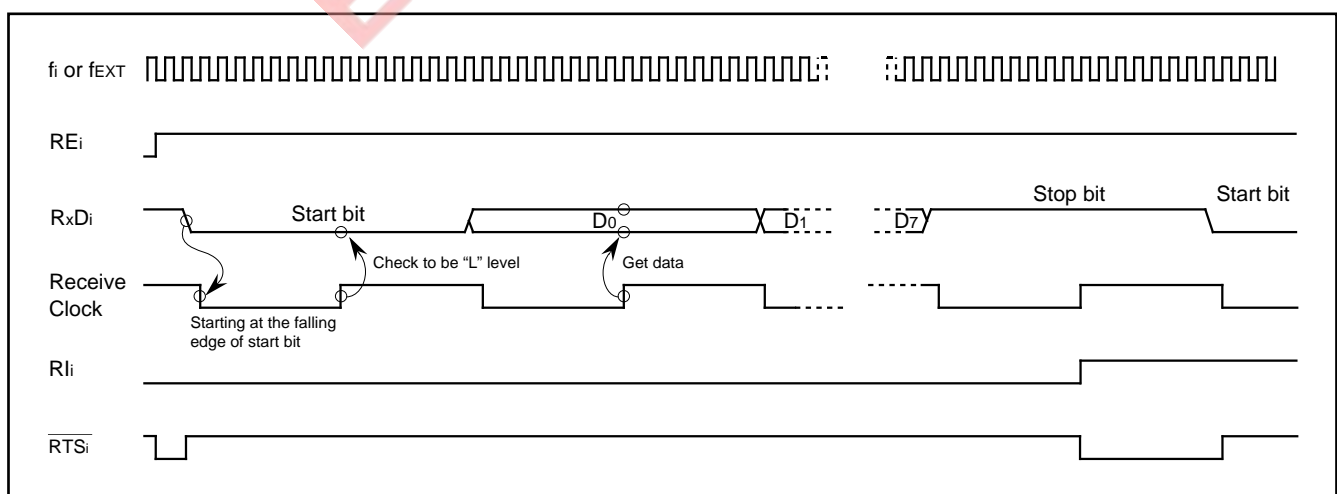 fi or fEXT
REi
RxDi
Start bit
D0
D1
D7
Stop bit
Start bit
Check to be “L” level
Get data
Receive
Clock
Starting at the falling
edge of start bit
RIi
RTSi